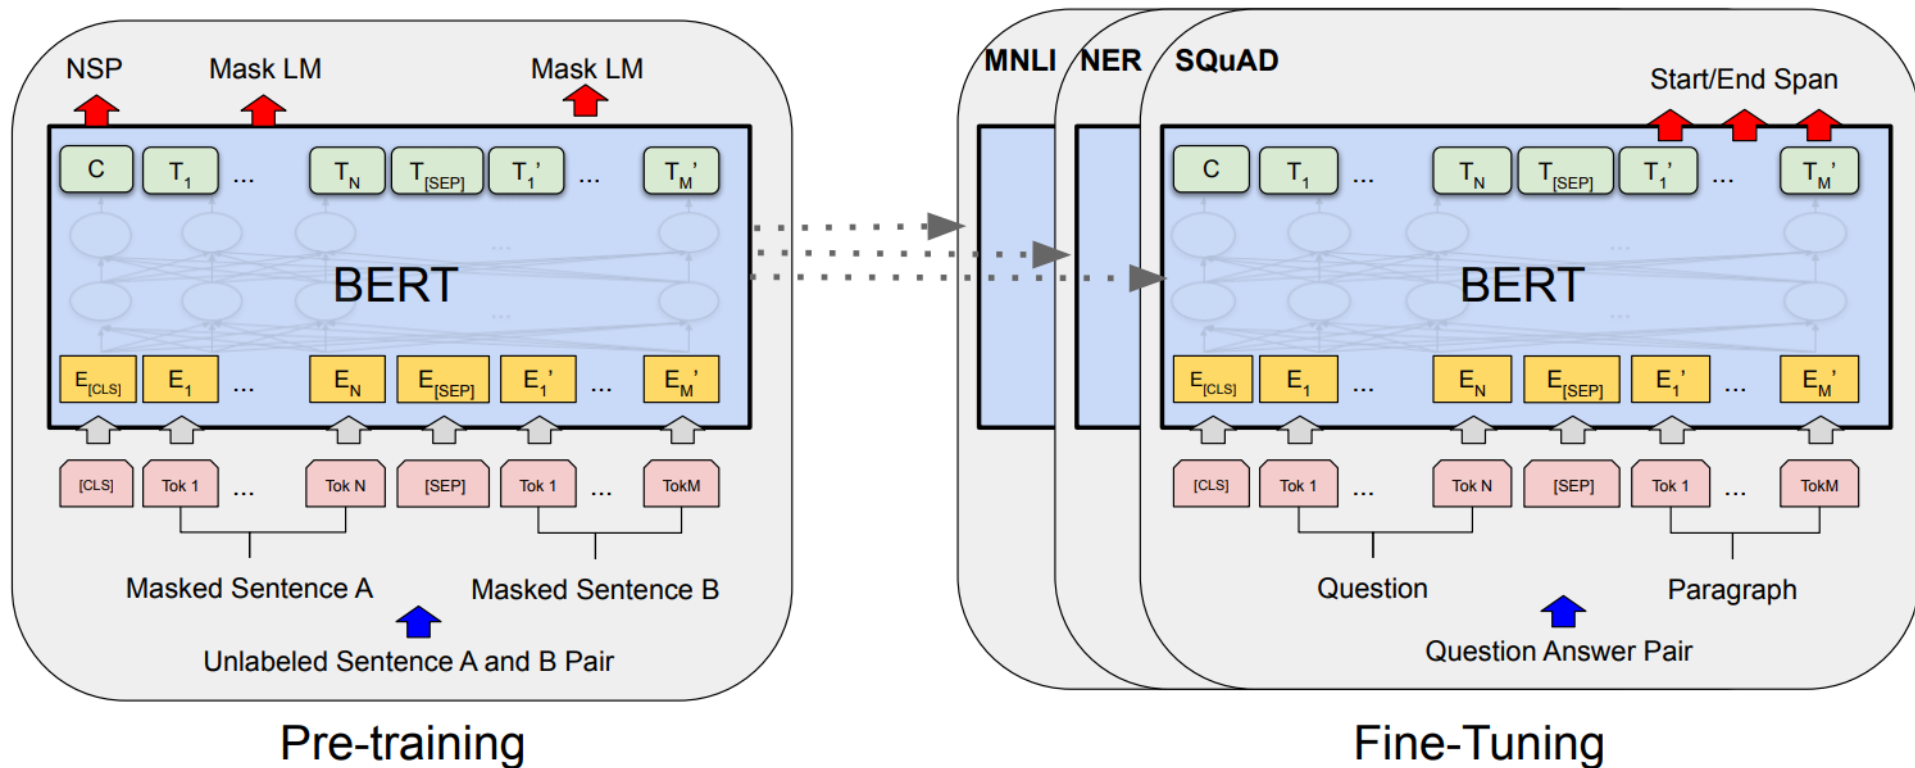 NSP Mask LM Mask LM
C T1 ... TN T[SEP] T1' ... TM'
...
BERT
...
E[CLS] E1 ... EN E[SEP] E1' ... EM'
[CLS] Tok 1 ... Tok N [SEP] Tok 1 ... TokM
Masked Sentence A Masked Sentence B
Unlabeled Sentence A and B Pair
Pre-training
MNLI NER SQuAD
Start/End Span
C T1 ... TN T[SEP] T1' ... TM'
...
BERT
...
E[CLS] E1 ... EN E[SEP] E1' ... EM'
[CLS] Tok 1 ... Tok N [SEP] Tok 1 ... TokM
Question Paragraph
Question Answer Pair
Fine-Tuning